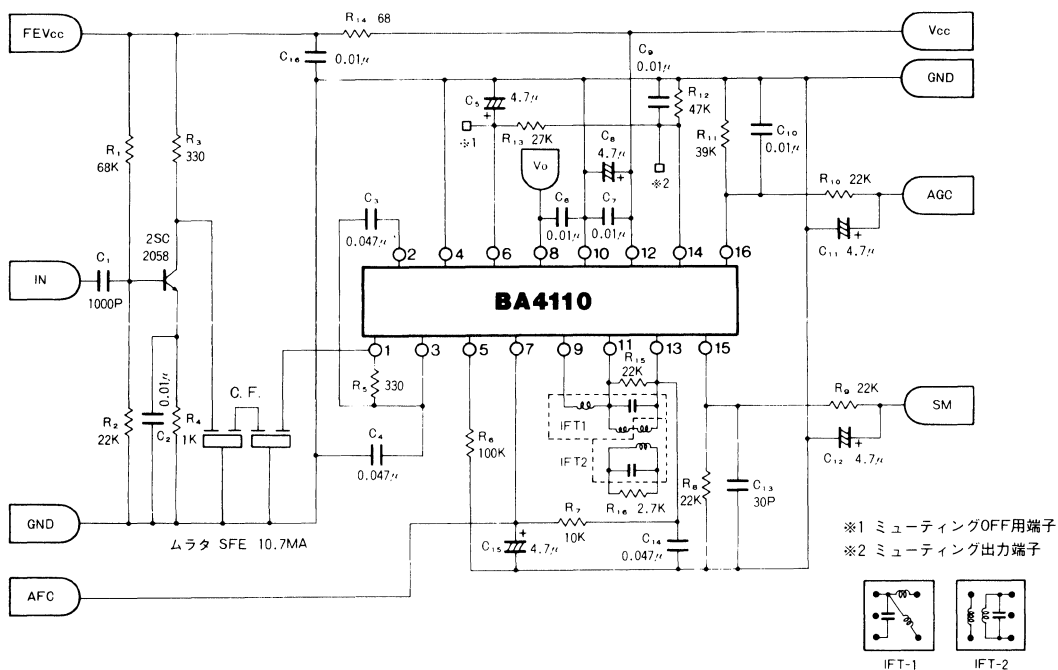 FEVcc
R₁₄ 68
Vcc
C₁₆
0.01μ
C₉
0.01μ
GND
R₁
68K
R₃
330
C₅
4.7μ
+
※1
R₁₃ 27K
R₁₂
47K
R₁₁
39K
C₁₀
0.01μ
C₈
4.7μ
+
※2
Vo
R₁₀ 22K
AGC
C₃
0.047μ
C₆
0.01μ
C₇
0.01μ
C₁₁ 4.7μ
+
2SC
2058
IN
C₁
1000P
2
4
6
8
10
12
14
16
BA4110
1
3
5
7
9
11
13
15
R₅
330
R₁₅
22K
R₉ 22K
SM
C₁₂ 4.7μ
+
0.01μ
C₂
C.F.
R₂
22K
R₄
1K
C₄
0.047μ
R₆
100K
IFT1
IFT2
R₁₆ 2.7K
R₈
22K
C₁₃
30P
GND
ムラタ SFE 10.7MA
R₇
10K
C₁₅
+
4.7μ
C₁₄
0.047μ
AFC
※1 ミューティングOFF用端子
※2 ミューティング出力端子
IFT-1
IFT-2